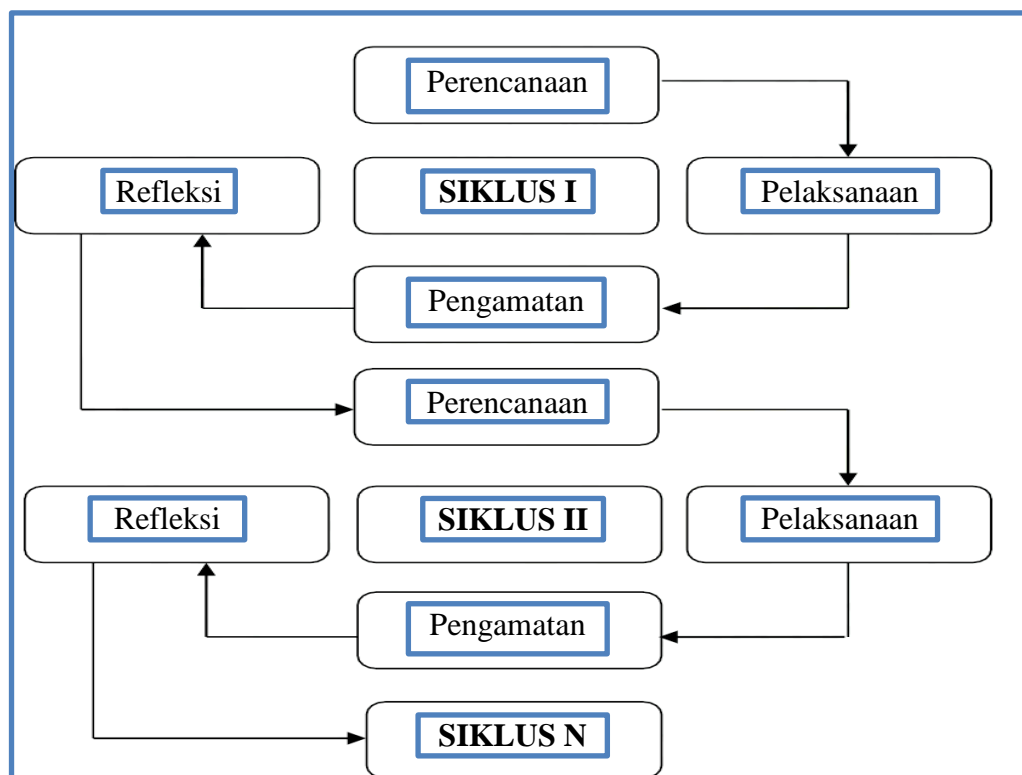 Perencanaan
Refleksi
SIKLUS I
Pelaksanaan
Pengamatan
Perencanaan
Refleksi
SIKLUS II
Pelaksanaan
Pengamatan
SIKLUS N